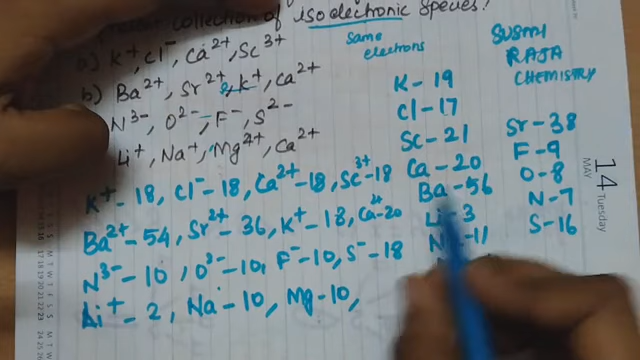 collection of isoelectronic species?
same
electrons
SUSMI
RAJA
CHEMISTRY
a) K+, Cl-, Ca2+, Sc3+
b) Ba2+, Sr2+, K+, Ca2+
N3-, O2-, F-, S2-
Li+, Na+, Mg2+, Ca2+
K - 19
Cl - 17
Sc - 21
Ca - 20
Ba - 56
Li - 3
- 11
Sr - 38
F - 9
O - 8
N - 7
S - 16
K+ - 18, Cl- - 18, Ca2+ - 18, Sc3+ - 18
Ba2+ - 54, Sr2+ - 36, K+ - 18, Ca2+ - 20
N3- - 10, O3- - 10, F- - 10, S- - 18
Li+ - 2, Na - 10, Mg - 10,
14 Tuesday
MAY